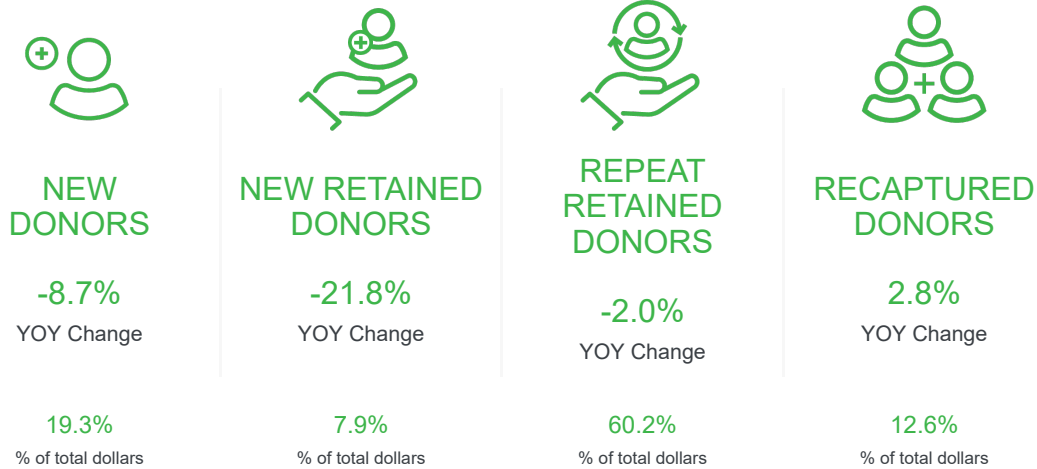 NEW
DONORS
-8.7%
YOY Change
19.3%
% of total dollars
NEW RETAINED
DONORS
-21.8%
YOY Change
7.9%
% of total dollars
REPEAT
RETAINED
DONORS
-2.0%
YOY Change
60.2%
% of total dollars
RECAPTURED
DONORS
2.8%
YOY Change
12.6%
% of total dollars